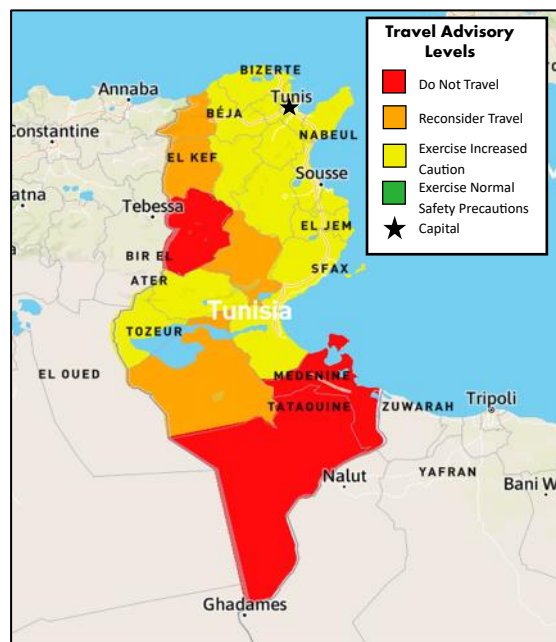 Travel Advisory
Levels
Do Not Travel
Reconsider Travel
Exercise Increased
Caution
Exercise Normal
Safety Precautions
Capital
BIZERTE
Annaba
Tunis
BÉJA
Constantine
NABEUL
EL KEF
Sousse
atna
Tebessa
EL JEM
BIR EL
ATER
SFAX
Tunisia
TOZEUR
EL OUED
MEDENINE
TATAOUINE
ZUWARAH
Tripoli
YAFRAN
Nalut
Bani W
Ghadames